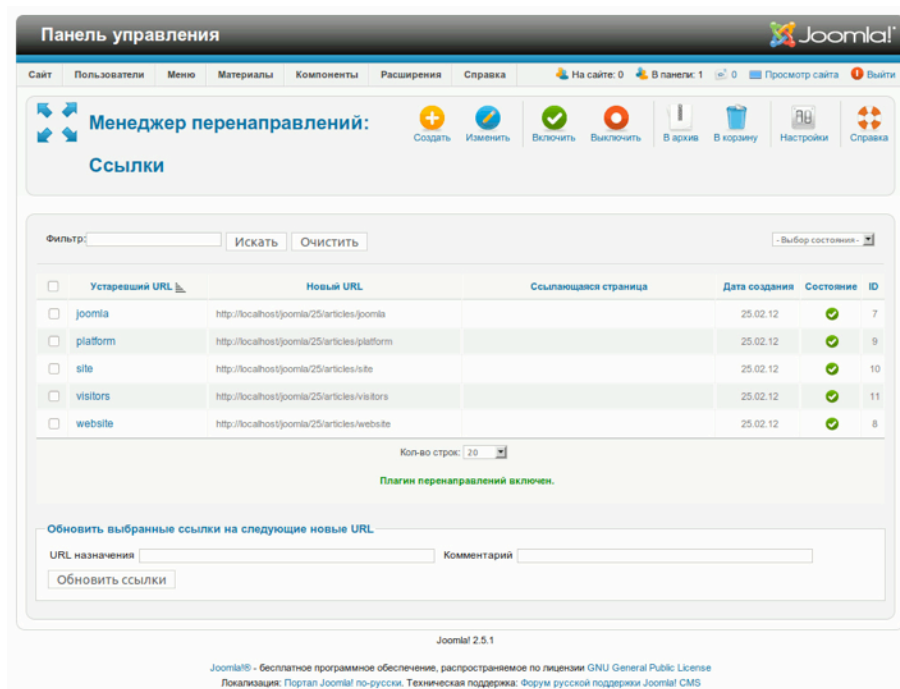 Панель управления
Joomla!
Сайт Пользователи Меню Материалы Компоненты Расширения Справка На сайте: 0 В панели: 1 0 Просмотр сайта Выйти
Менеджер перенаправлений:
Ссылки
Создать Изменить Включить Выключить В архив В корзину Настройки Справка
Фильтр: Искать Очистить - Выбор состояния -
Устаревший URL Новый URL Ссылающаяся страница Дата создания Состояние ID
joomla http://localhost/joomla/25/articles/joomla 25.02.12 7
platform http://localhost/joomla/25/articles/platform 25.02.12 9
site http://localhost/joomla/25/articles/site 25.02.12 10
visitors http://localhost/joomla/25/articles/visitors 25.02.12 11
website http://localhost/joomla/25/articles/website 25.02.12 8
Кол-во строк: 20
Плагин перенаправлений включен.
Обновить выбранные ссылки на следующие новые URL
URL назначения Комментарий
Обновить ссылки
Joomla! 2.5.1
Joomla!® - бесплатное программное обеспечение, распространяемое по лицензии GNU General Public License
Локализация: Портал Joomla! по-русски. Техническая поддержка: Форум русской поддержки Joomla! CMS